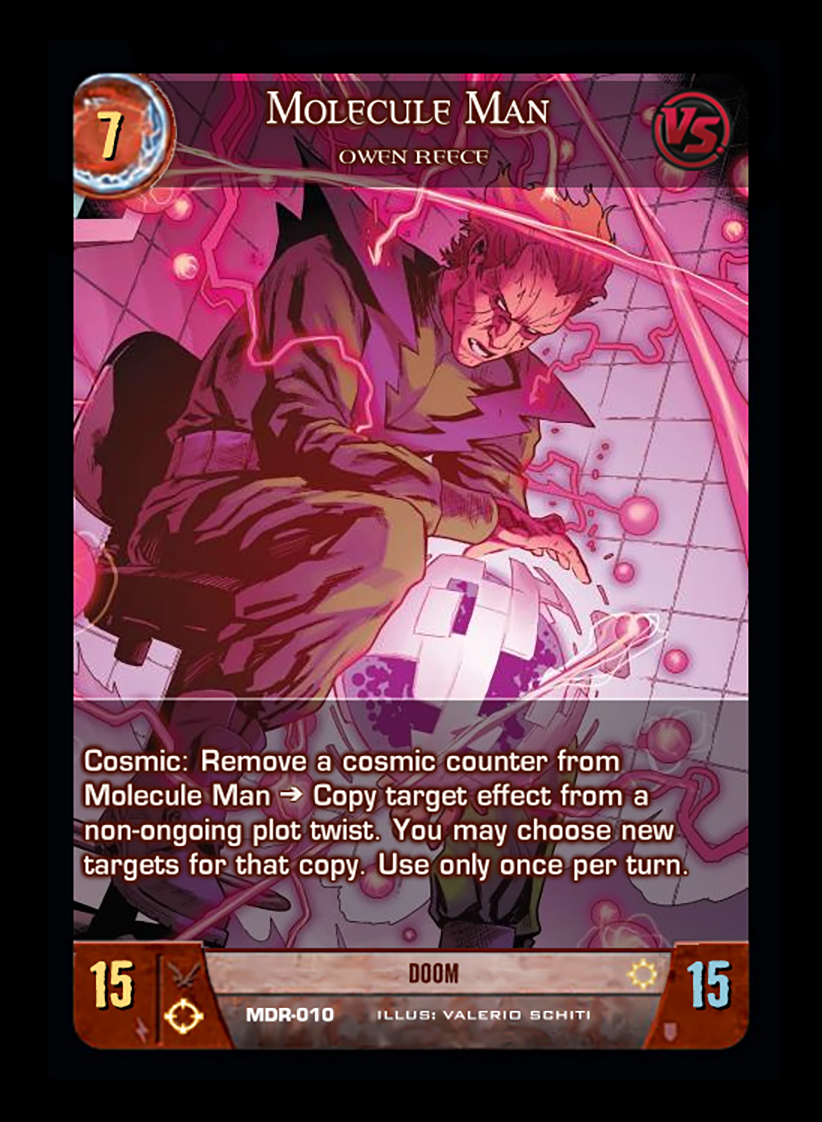 7
Molecule Man
VS.
OWEN REECE
Cosmic: Remove a cosmic counter from
Molecule Man ➔ Copy target effect from a
non-ongoing plot twist. You may choose new
targets for that copy. Use only once per turn.
15
DOOM
15
MDR-010 ILLUS: VALERIO SCHITI